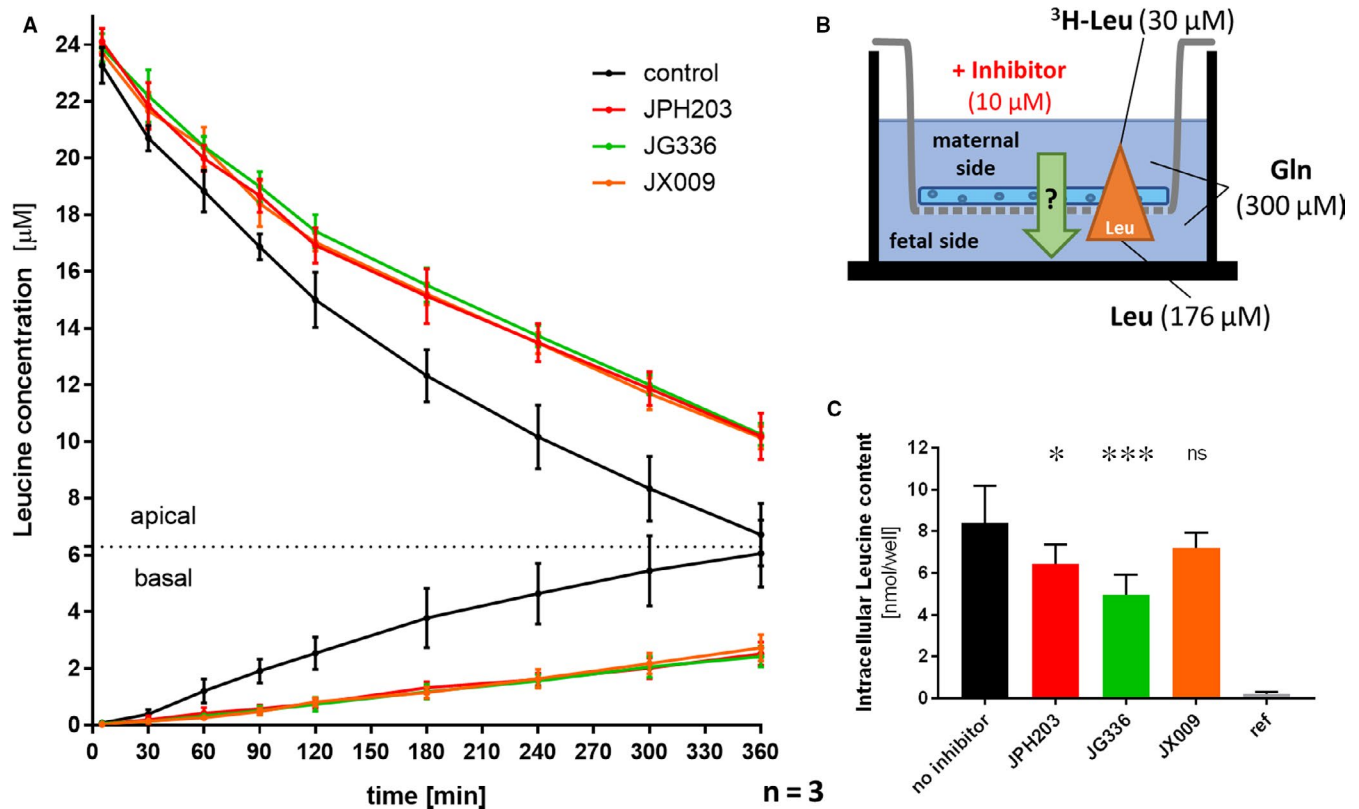 A
24
22
20
18
16
14
12
10
8
6
4
2
0
Leucine concentration [µM]
control
JPH203
JG336
JX009
apical
basal
0 30 60 90 120 150 180 210 240 270 300 330 360
time [min]
n = 3
B
³H-Leu (30 µM)
+ Inhibitor
(10 µM)
maternal
side
?
Leu
fetal side
Gln
(300 µM)
Leu (176 µM)
C
Intracellular Leucine content
[nmol/well]
12
10
8
6
4
2
0
* *** ns
no inhibitor
JPH203
JG336
JX009
ref